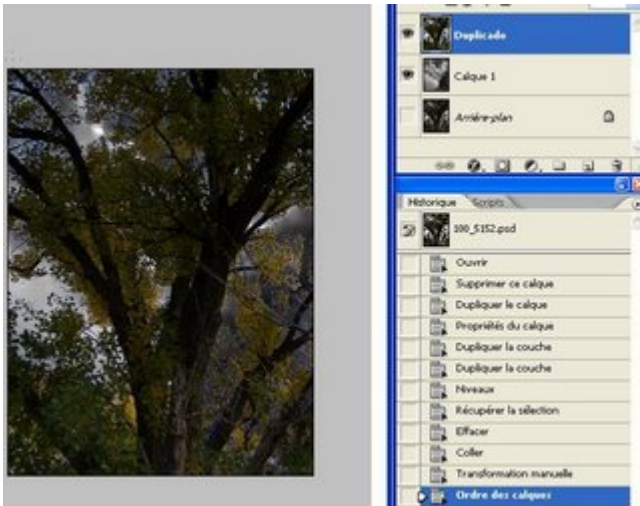 Duplicado
Calque 1
Arrière-plan
Historique Scripts
100_5152.psd
Ouvrir
Supprimer ce calque
Dupliquer le calque
Propriétés du calque
Dupliquer la couche
Dupliquer la couche
Niveaux
Récupérer la sélection
Effacer
Coller
Transformation manuelle
Ordre des calques